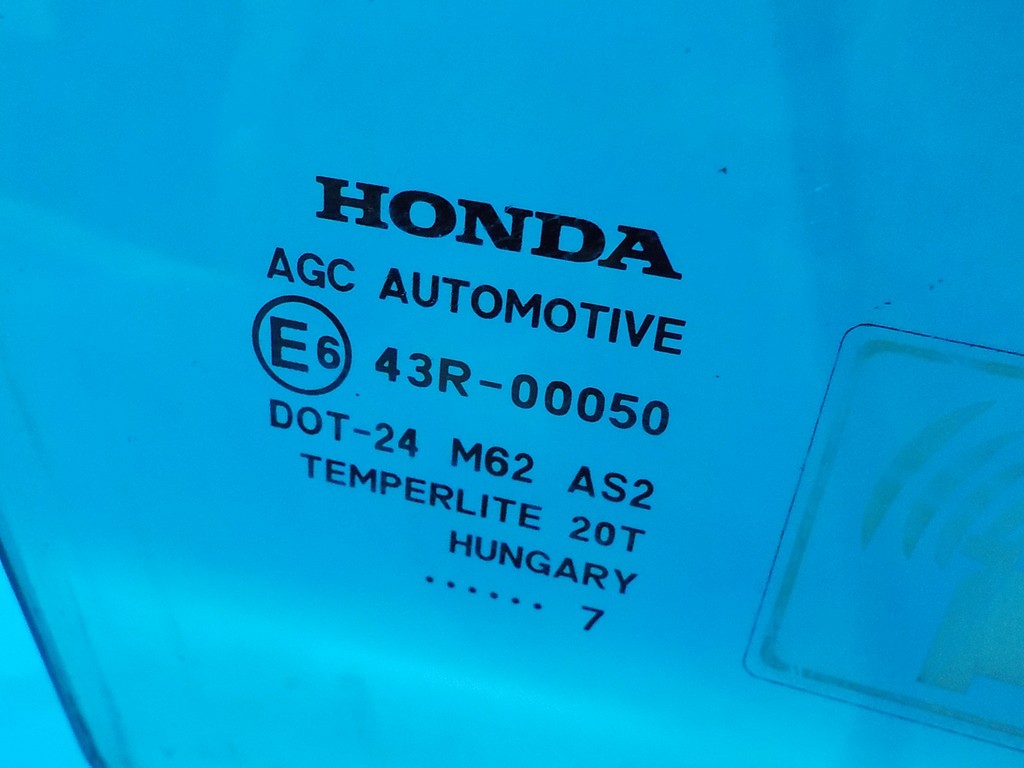 HONDA
AGC AUTOMOTIVE
E6 43R-00050
DOT-24 M62 AS2
TEMPERLITE 20T
HUNGARY
...... 7